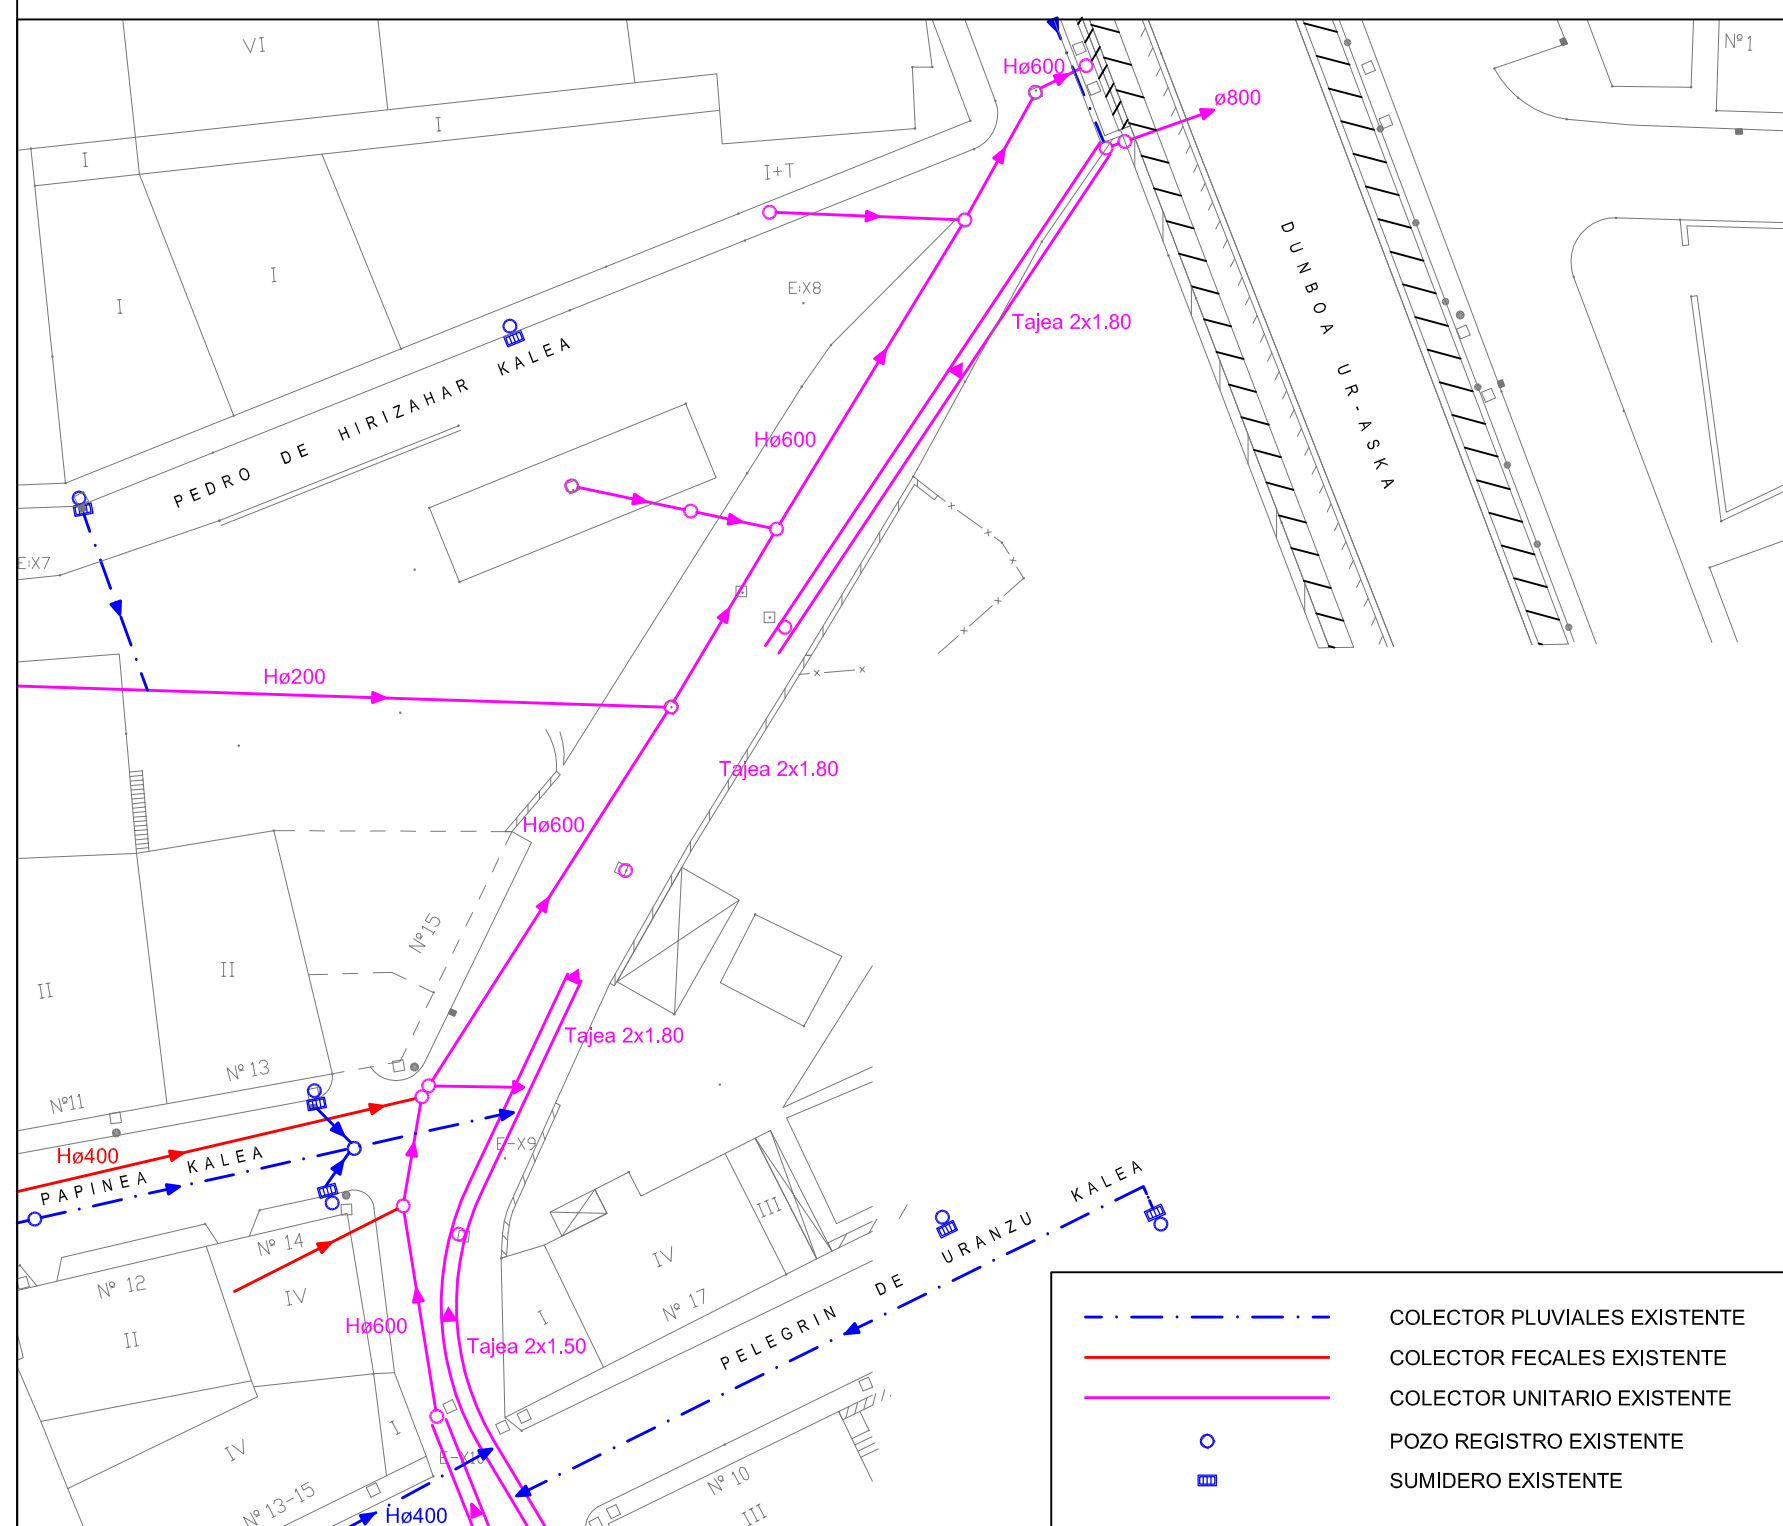 VI
Nº1
Hø600
ø800
I
I
I+T
DUNBOA UR-ASKA
I
I
E:X8
Tajea 2x1.80
PEDRO DE HIRIZAHAR KALEA
Hø600
E:X7
Hø200
Tajea 2x1.80
Hø600
Nº15
II
II
Tajea 2x1.80
Nº 13
Nº11
E-X9
Hø400
PAPINEA KALEA
PELEGRIN DE URANZU KALEA
III
Nº 14
IV
Nº 12
IV
II
Nº 17
I
Hø600
Tajea 2x1.50
COLECTOR PLUVIALES EXISTENTE
COLECTOR FECALES EXISTENTE
COLECTOR UNITARIO EXISTENTE
POZO REGISTRO EXISTENTE
SUMIDERO EXISTENTE
I
IV
E-X10
Nº 10
Nº 13-15
Hø400
III